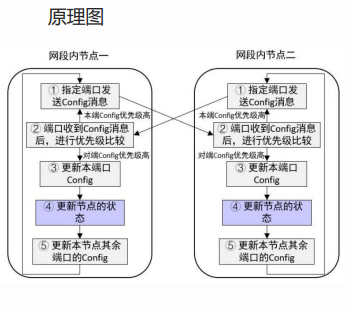 原理图
网段内节点一
网段内节点二
① 指定端口发
送Config消息
本端Config优先级高
② 端口收到Config消息
后，进行优先级比较
对端Config优先级高
③ 更新本端口
Config
④ 更新节点的状
态
⑤ 更新本节点其余
端口的Config
① 指定端口发
送Config消息
本端Config优先级高
② 端口收到Config消息
后，进行优先级比较
对端Config优先级高
③ 更新本端口
Config
④ 更新节点的状
态
⑤ 更新本节点其余
端口的Config